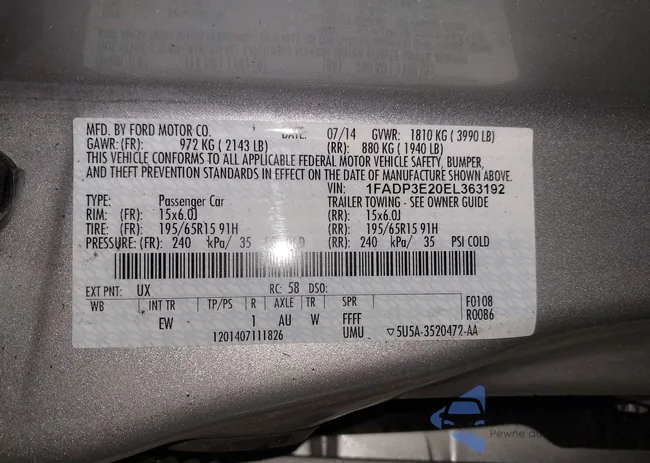 MFD. BY FORD MOTOR CO. DATE: 07/14 GVWR: 1810 KG ( 3990 LB)
GAWR: (FR): 972 KG ( 2143 LB) (RR): 880 KG ( 1940 LB)
THIS VEHICLE CONFORMS TO ALL APPLICABLE FEDERAL MOTOR VEHICLE SAFETY, BUMPER,
AND THEFT PREVENTION STANDARDS IN EFFECT ON THE DATE OF MANUFACTURE SHOWN ABOVE.
VIN: 1FADP3E20EL363192
TYPE: Passenger Car TRAILER TOWING - SEE OWNER GUIDE
RIM: (FR): 15x6.0J (RR): 15x6.0J
TIRE: (FR): 195/65R15 91H (RR): 195/65R15 91H
PRESSURE: (FR): 240 kPa/ 35 COLD (RR): 240 kPa/ 35 PSI COLD
EXT PNT: UX RC: 58 DSO:
WB INT TR TP/PS R AXLE TR SPR F0108
EW 1 AU W FFFF R0086
1201407111826 UMU ▽5U5A-3520472-AA
Pewne